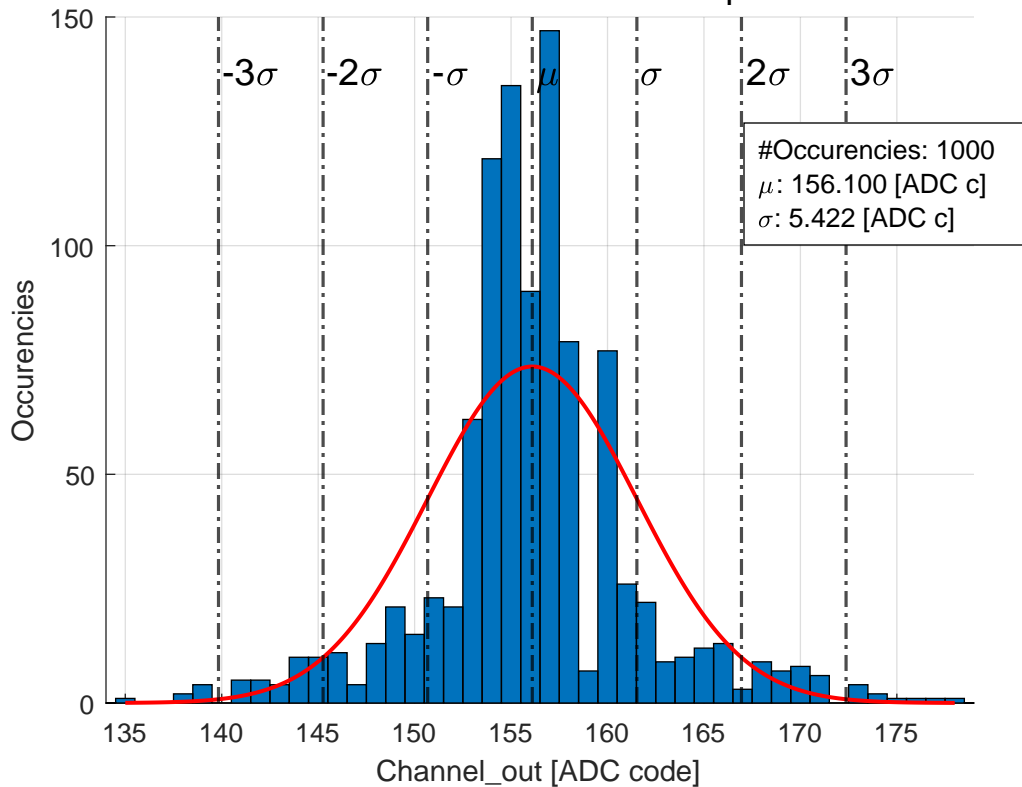 150
100
50
0
-3σ
-2σ
-σ
μ
σ
2σ
3σ
#Occurencies: 1000
μ: 156.100 [ADC c]
σ: 5.422 [ADC c]
Occurencies
135
140
145
150
155
160
165
170
175
Channel_out [ADC code]